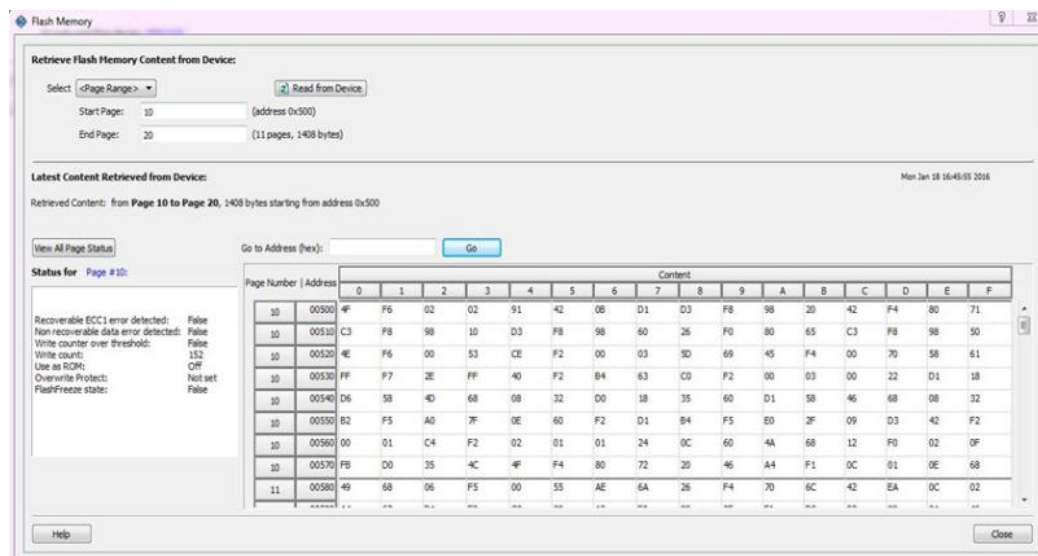 Flash Memory
Retrieve Flash Memory Content from Device:
Select <Page Range> Read from Device
Start Page: 10 (address 0x500)
End Page: 20 (11 pages, 1408 bytes)
Latest Content Retrieved from Device: Mon Jan 18 16:45:55 2016
Retrieved Content: from Page 10 to Page 20, 1408 bytes starting from address 0x500
View All Page Status Go to Address (hex): Go
Status for Page #10:
Recoverable ECC1 error detected: False
Non recoverable data error detected: False
Write counter over threshold: False
Write count: 152
Use as ROM: Off
Overwrite Protect: Not set
FlashFreeze state: False
Content
Page Number | Address 0 1 2 3 4 5 6 7 8 9 A B C D E F
10 00500 4F F6 02 02 91 42 0B D1 D3 F8 98 20 42 F4 80 71
10 00510 C3 F8 98 10 D3 F8 98 60 26 F0 80 65 C3 F8 98 50
10 00520 4E F6 00 53 CE F2 00 03 5D 69 45 F4 00 70 58 61
10 00530 FF F7 2E FF 40 F2 B4 63 C0 F2 00 03 00 22 D1 18
10 00540 D6 58 4D 68 08 32 D0 18 35 60 D1 58 46 68 08 32
10 00550 B2 F5 A0 7F 0E 60 F2 D1 B4 F5 E0 2F 09 D3 42 F2
10 00560 00 01 C4 F2 02 01 01 24 0C 60 4A 68 12 F0 02 0F
10 00570 FB D0 35 4C 4F F4 80 72 20 46 A4 F1 0C 01 0E 68
11 00580 49 68 06 F5 00 55 AE 6A 26 F4 70 6C 42 EA 0C 02
Help Close